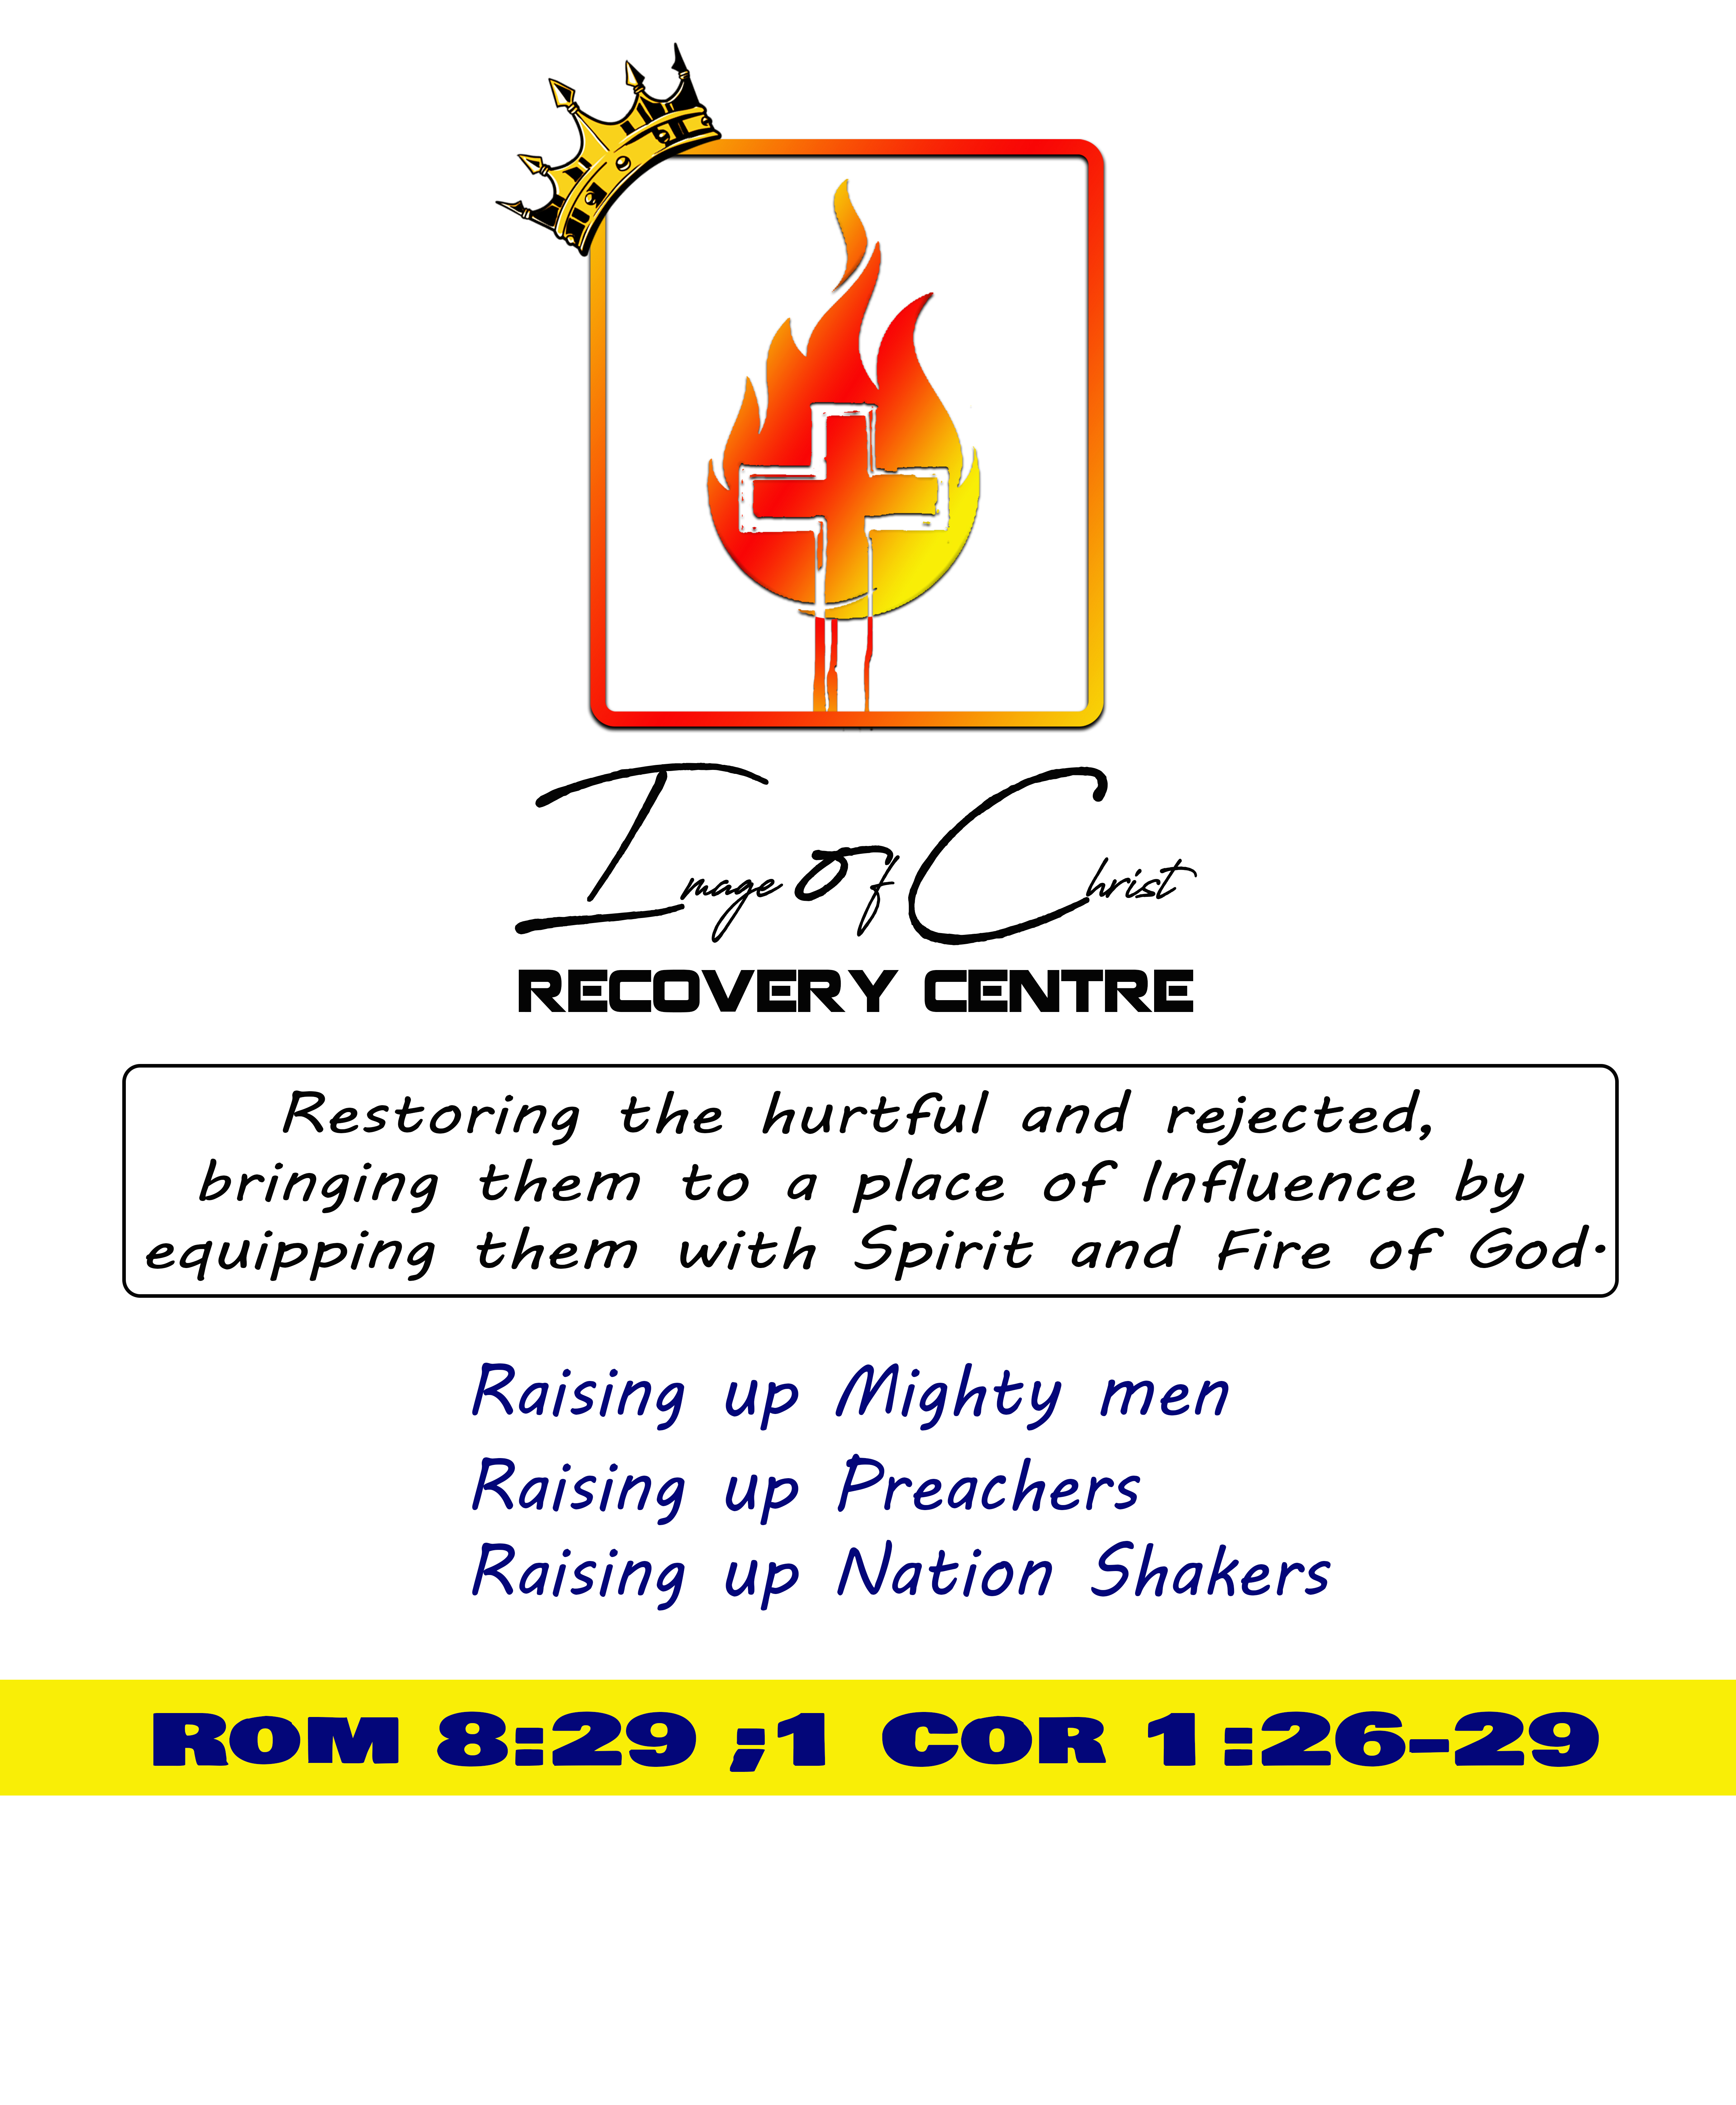 Image of Christ
RECOVERY CENTRE
Restoring the hurtful and rejected,
bringing them to a place of Influence by
equipping them with Spirit and Fire of God.
Raising up Mighty men
Raising up Preachers
Raising up Nation Shakers
Rom 8:29 ;1 Cor 1:26-29